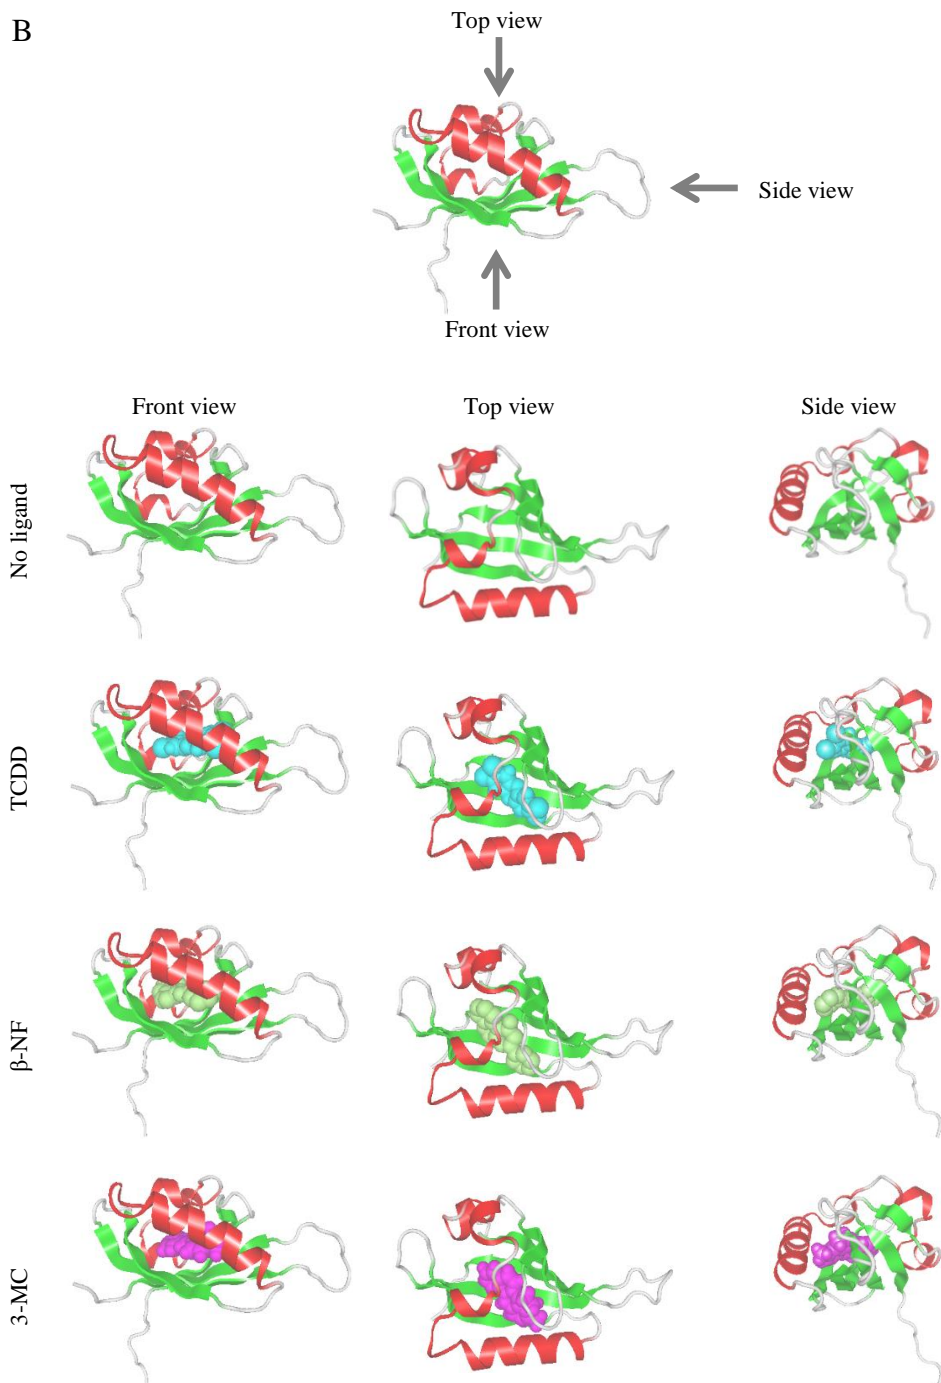 B
Top view
Side view
Front view
Front view Top view Side view
No ligand
TCDD
β-NF
3-MC